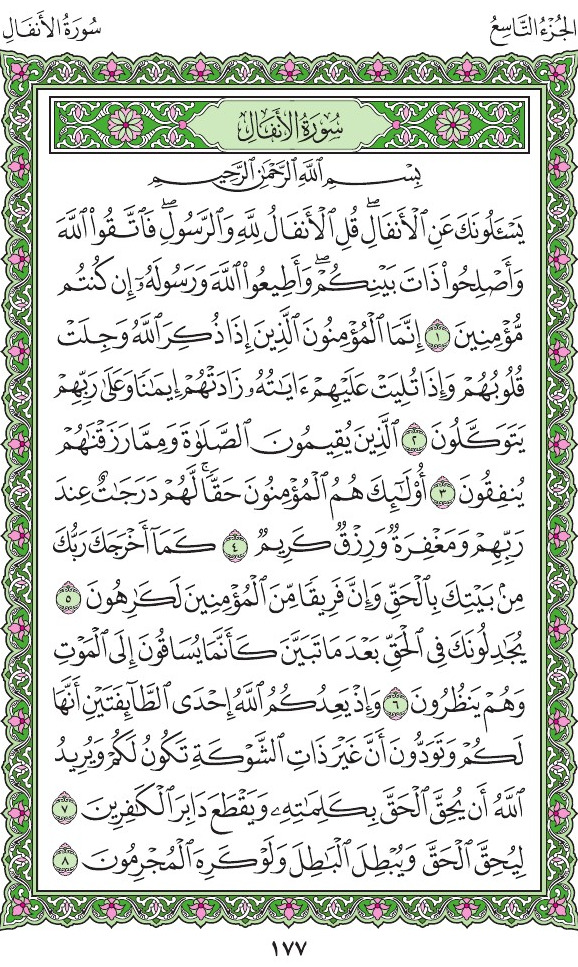 الجُزْءُ التَّاسِعُ
سُورَةُ الأَنفَالِ
سُورَةُ الأَنفَالِ
بِسْمِ ٱللَّهِ ٱلرَّحْمَٰنِ ٱلرَّحِيمِ
يَسْـَٔلُونَكَ عَنِ ٱلْأَنفَالِۖ قُلِ ٱلْأَنفَالُ لِلَّهِ وَٱلرَّسُولِۖ فَٱتَّقُوا۟ ٱللَّهَ
وَأَصْلِحُوا۟ ذَاتَ بَيْنِكُمْۖ وَأَطِيعُوا۟ ٱللَّهَ وَرَسُولَهُۥٓ إِن كُنتُم
مُّؤْمِنِينَ ١ إِنَّمَا ٱلْمُؤْمِنُونَ ٱلَّذِينَ إِذَا ذُكِرَ ٱللَّهُ وَجِلَتْ
قُلُوبُهُمْ وَإِذَا تُلِيَتْ عَلَيْهِمْ ءَايَٰتُهُۥ زَادَتْهُمْ إِيمَٰنًا وَعَلَىٰ رَبِّهِمْ
يَتَوَكَّلُونَ ٢ ٱلَّذِينَ يُقِيمُونَ ٱلصَّلَوٰةَ وَمِمَّا رَزَقْنَٰهُمْ
يُنفِقُونَ ٣ أُو۟لَٰٓئِكَ هُمُ ٱلْمُؤْمِنُونَ حَقًّاۚ لَّهُمْ دَرَجَٰتٌ عِندَ
رَبِّهِمْ وَمَغْفِرَةٌ وَرِزْقٌ كَرِيمٌ ٤ كَمَآ أَخْرَجَكَ رَبُّكَ
مِنۢ بَيْتِكَ بِٱلْحَقِّ وَإِنَّ فَرِيقًا مِّنَ ٱلْمُؤْمِنِينَ لَكَٰرِهُونَ ٥
يُجَٰدِلُونَكَ فِى ٱلْحَقِّ بَعْدَ مَا تَبَيَّنَ كَأَنَّمَا يُسَاقُونَ إِلَى ٱلْمَوْتِ
وَهُمْ يَنظُرُونَ ٦ وَإِذْ يَعِدُكُمُ ٱللَّهُ إِحْدَى ٱلطَّآئِفَتَيْنِ أَنَّهَا
لَكُمْ وَتَوَدُّونَ أَنَّ غَيْرَ ذَاتِ ٱلشَّوْكَةِ تَكُونُ لَكُمْ وَيُرِيدُ
ٱللَّهُ أَن يُحِقَّ ٱلْحَقَّ بِكَلِمَٰتِهِۦ وَيَقْطَعَ دَابِرَ ٱلْكَٰفِرِينَ ٧
لِيُحِقَّ ٱلْحَقَّ وَيُبْطِلَ ٱلْبَٰطِلَ وَلَوْ كَرِهَ ٱلْمُجْرِمُونَ ٨
١٧٧